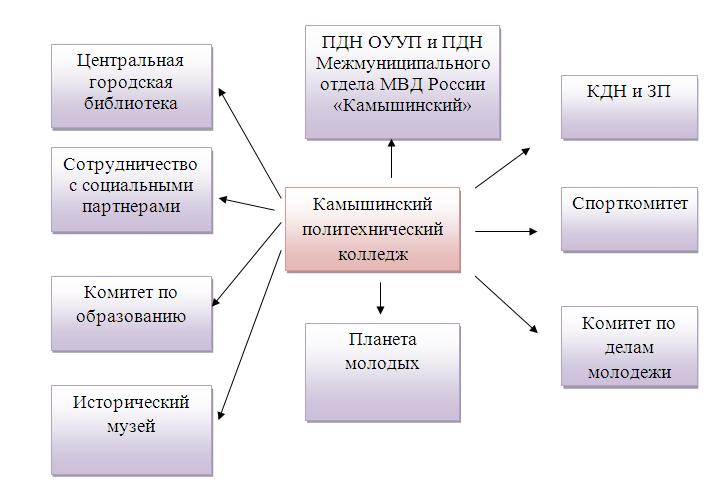 Центральная
городская
библиотека
ПДН ОУУП и ПДН
Межмуниципального
отдела МВД России
«Камышинский»
КДН и ЗП
Сотрудничество
с социальными
партнерами
Камышинский
политехнический
колледж
Спорткомитет
Комитет по
образованию
Планета
молодых
Комитет по
делам
молодежи
Исторический
музей